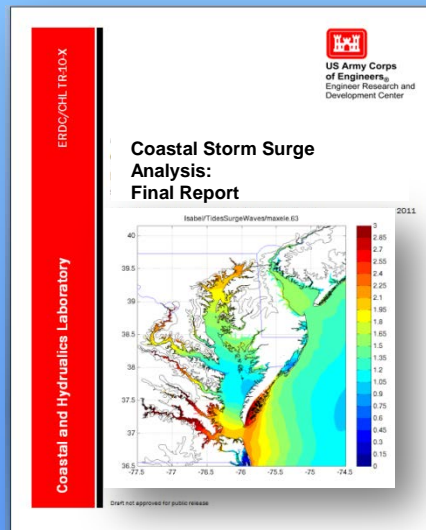 ERDC/CHL TR-10-X
Coastal and Hydraulics Laboratory
US Army Corps
of Engineers®
Engineer Research and
Development Center
Coastal Storm Surge
Analysis:
Final Report
2011
Isabel/TidesSurgeWaves/maxele.63
40
39.5
39
38.5
38
37.5
37
36.5
-77.5 -77 -76.5 -76 -75.5 -75 -74.5
3
2.85
2.7
2.55
2.4
2.25
2.1
1.95
1.8
1.65
1.5
1.35
1.2
1.05
0.9
0.75
0.6
0.45
0.3
0.15
0
Draft not approved for public release